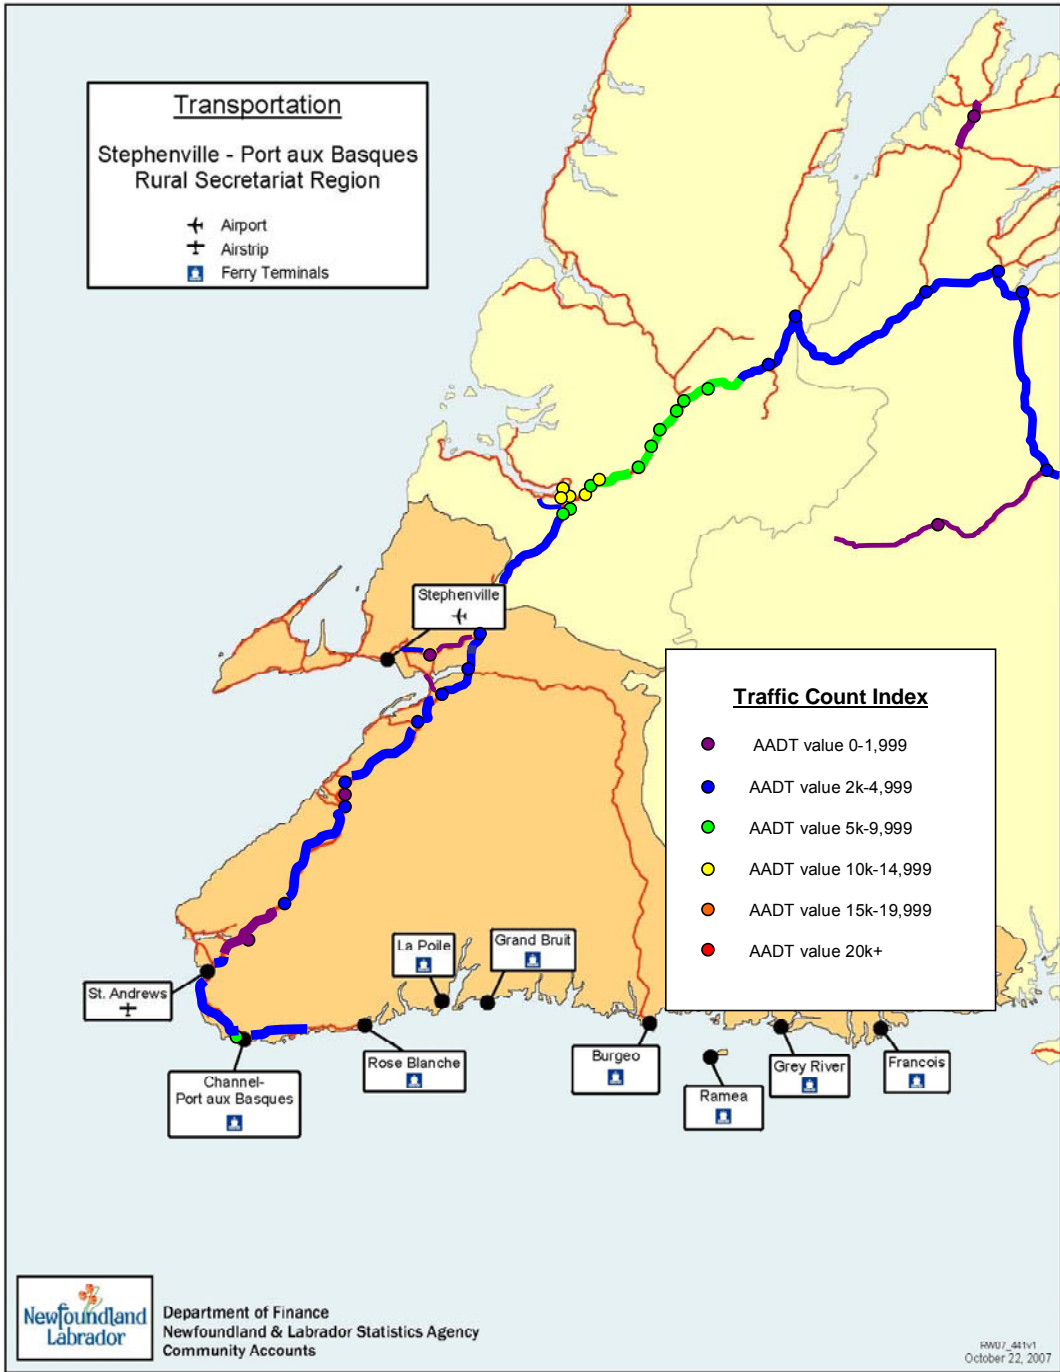 Transportation
Stephenville - Port aux Basques
Rural Secretariat Region
Airport
Airstrip
Ferry Terminals
Stephenville
Traffic Count Index
AADT value 0-1,999
AADT value 2k-4,999
AADT value 5k-9,999
AADT value 10k-14,999
AADT value 15k-19,999
AADT value 20k+
La Poile
Grand Bruit
St. Andrews
Rose Blanche
Burgeo
Grey River
Francois
Channel-
Port aux Basques
Ramea
Newfoundland
Labrador
Department of Finance
Newfoundland & Labrador Statistics Agency
Community Accounts
RW07_441v1
October 22, 2007